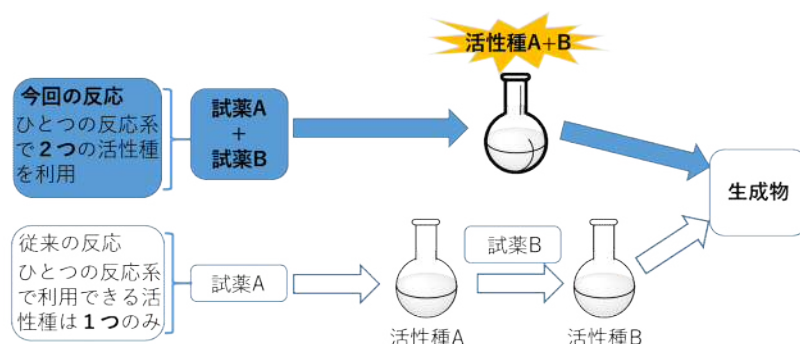 活性種A+B
今回の反応
ひとつの反応系
で２つの活性種
を利用
試薬A
+
試薬B
生成物
従来の反応
ひとつの反応系
で利用できる活
性種は１つのみ
試薬A
試薬B
活性種A
活性種B